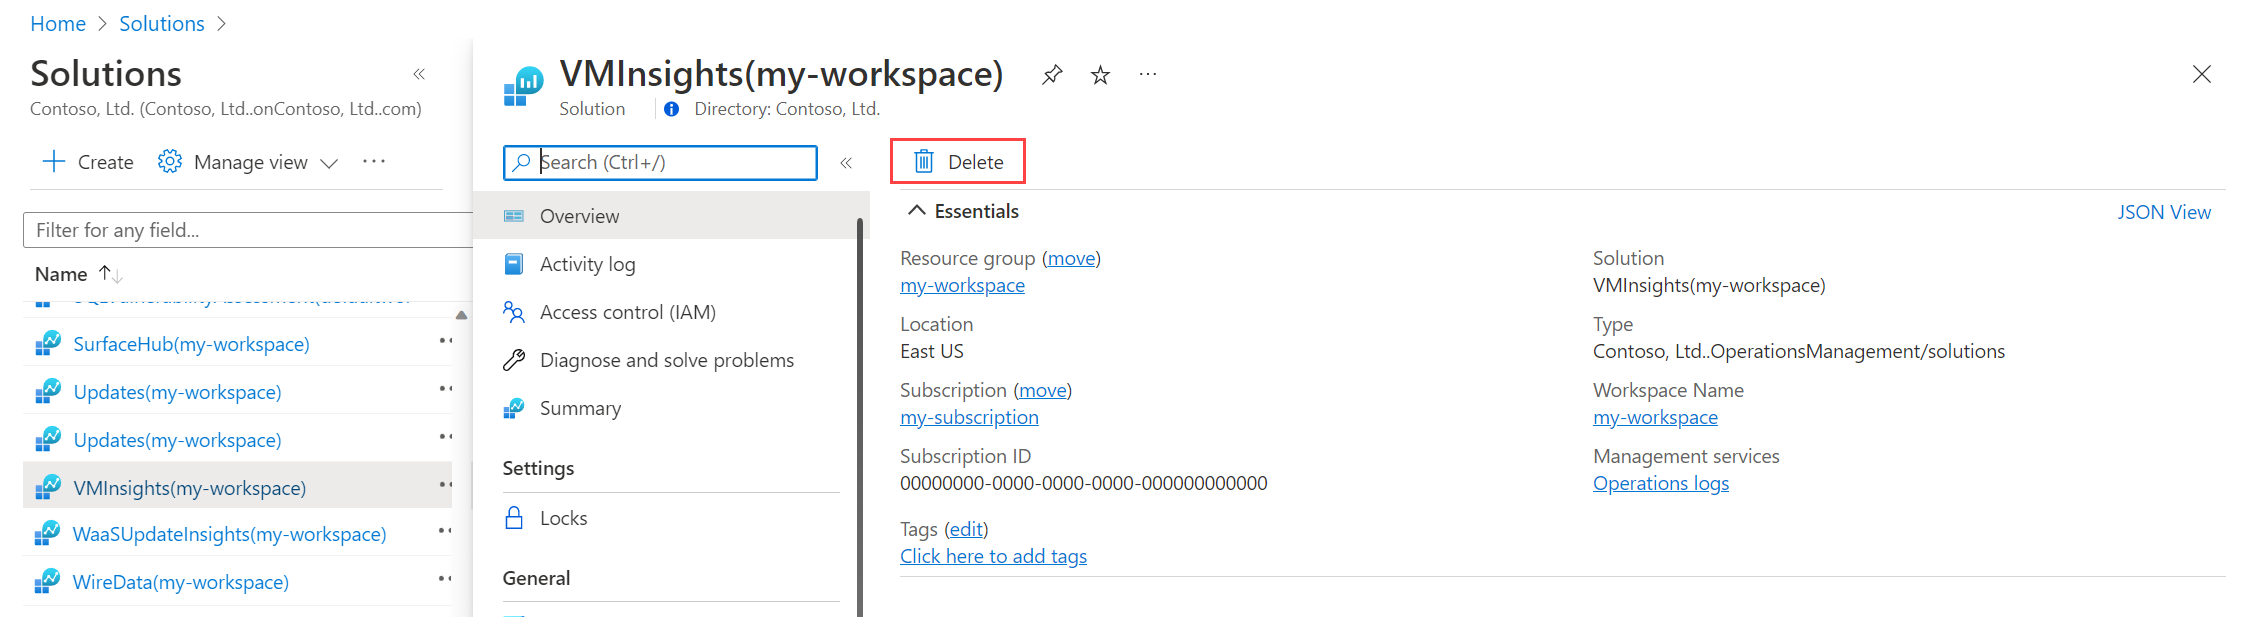 Home > Solutions >
Solutions «
Contoso, Ltd. (Contoso, Ltd..onContoso, Ltd..com)
+ Create Manage view ···
Filter for any field...
Name ↑↓
SurfaceHub(my-workspace)
Updates(my-workspace)
Updates(my-workspace)
VMInsights(my-workspace)
WaaSUpdateInsights(my-workspace)
WireData(my-workspace)
VMInsights(my-workspace) ···
Solution | Directory: Contoso, Ltd.
Search (Ctrl+/) «
Overview
Activity log
Access control (IAM)
Diagnose and solve problems
Summary
Settings
Locks
General
Delete
Essentials
JSON View
Resource group (move)
my-workspace
Location
East US
Subscription (move)
my-subscription
Subscription ID
00000000-0000-0000-0000-000000000000
Tags (edit)
Click here to add tags
Solution
VMInsights(my-workspace)
Type
Contoso, Ltd..OperationsManagement/solutions
Workspace Name
my-workspace
Management services
Operations logs